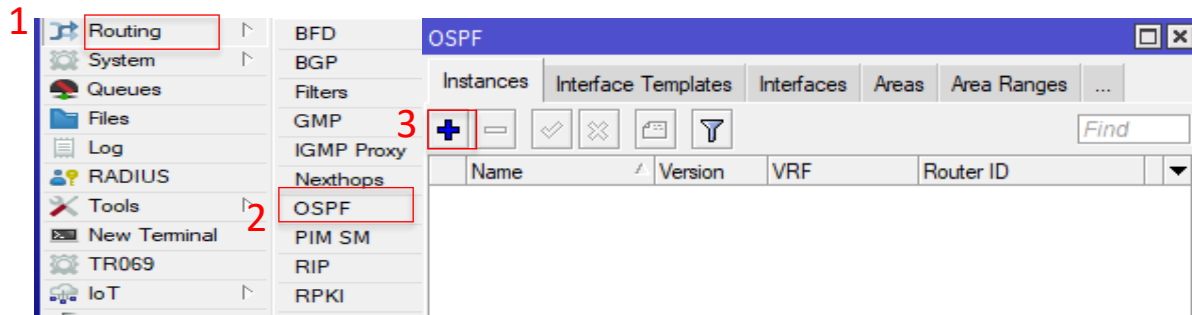 1
Routing
System
Queues
Files
Log
RADIUS
Tools
New Terminal
TR069
IoT
2
BFD
BGP
Filters
GMP
IGMP Proxy
Nexthops
OSPF
PIM SM
RIP
RPKI
3
OSPF
Instances Interface Templates Interfaces Areas Area Ranges ...
Find
Name Version VRF Router ID